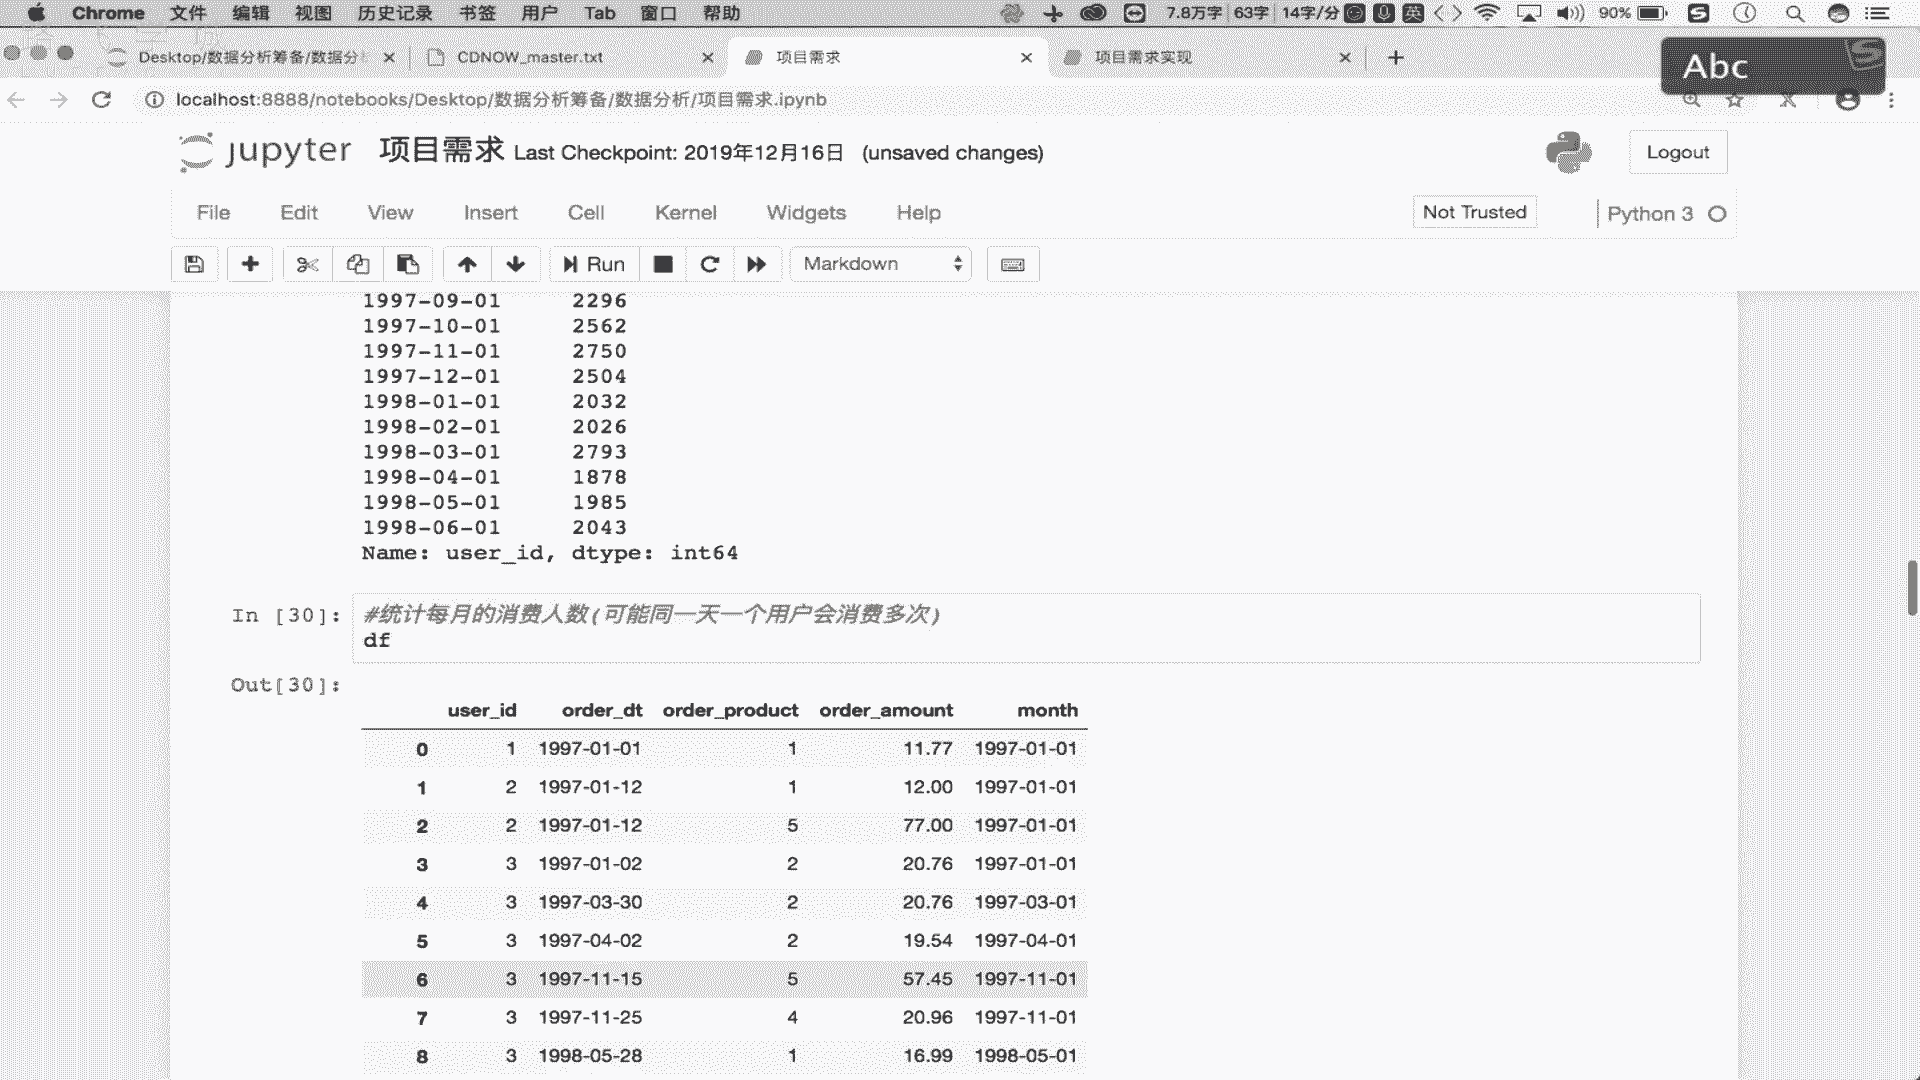 Chrome 文件 编辑 视图 历史记录 书签 用户 Tab 窗口 帮助 7.8万字 63字 14字/分 英 90%
Desktop/数据分析筹备/数据分 CDNOW_master.txt 项目需求 项目需求实现
Abc
localhost:8888/notebooks/Desktop/数据分析筹备/数据分析/项目需求.ipynb
jupyter 项目需求 Last Checkpoint: 2019年12月16日 (unsaved changes) Logout
File Edit View Insert Cell Kernel Widgets Help Not Trusted Python 3
Run Markdown
1997-09-01 2296
1997-10-01 2562
1997-11-01 2750
1997-12-01 2504
1998-01-01 2032
1998-02-01 2026
1998-03-01 2793
1998-04-01 1878
1998-05-01 1985
1998-06-01 2043
Name: user_id, dtype: int64
In [30]: #统计每月的消费人数(可能同一天一个用户会消费多次)
df
Out[30]:
user_id order_dt order_product order_amount month
0 1 1997-01-01 1 11.77 1997-01-01
1 2 1997-01-12 1 12.00 1997-01-01
2 2 1997-01-12 5 77.00 1997-01-01
3 3 1997-01-02 2 20.76 1997-01-01
4 3 1997-03-30 2 20.76 1997-03-01
5 3 1997-04-02 2 19.54 1997-04-01
6 3 1997-11-15 5 57.45 1997-11-01
7 3 1997-11-25 4 20.96 1997-11-01
8 3 1998-05-28 1 16.99 1998-05-01